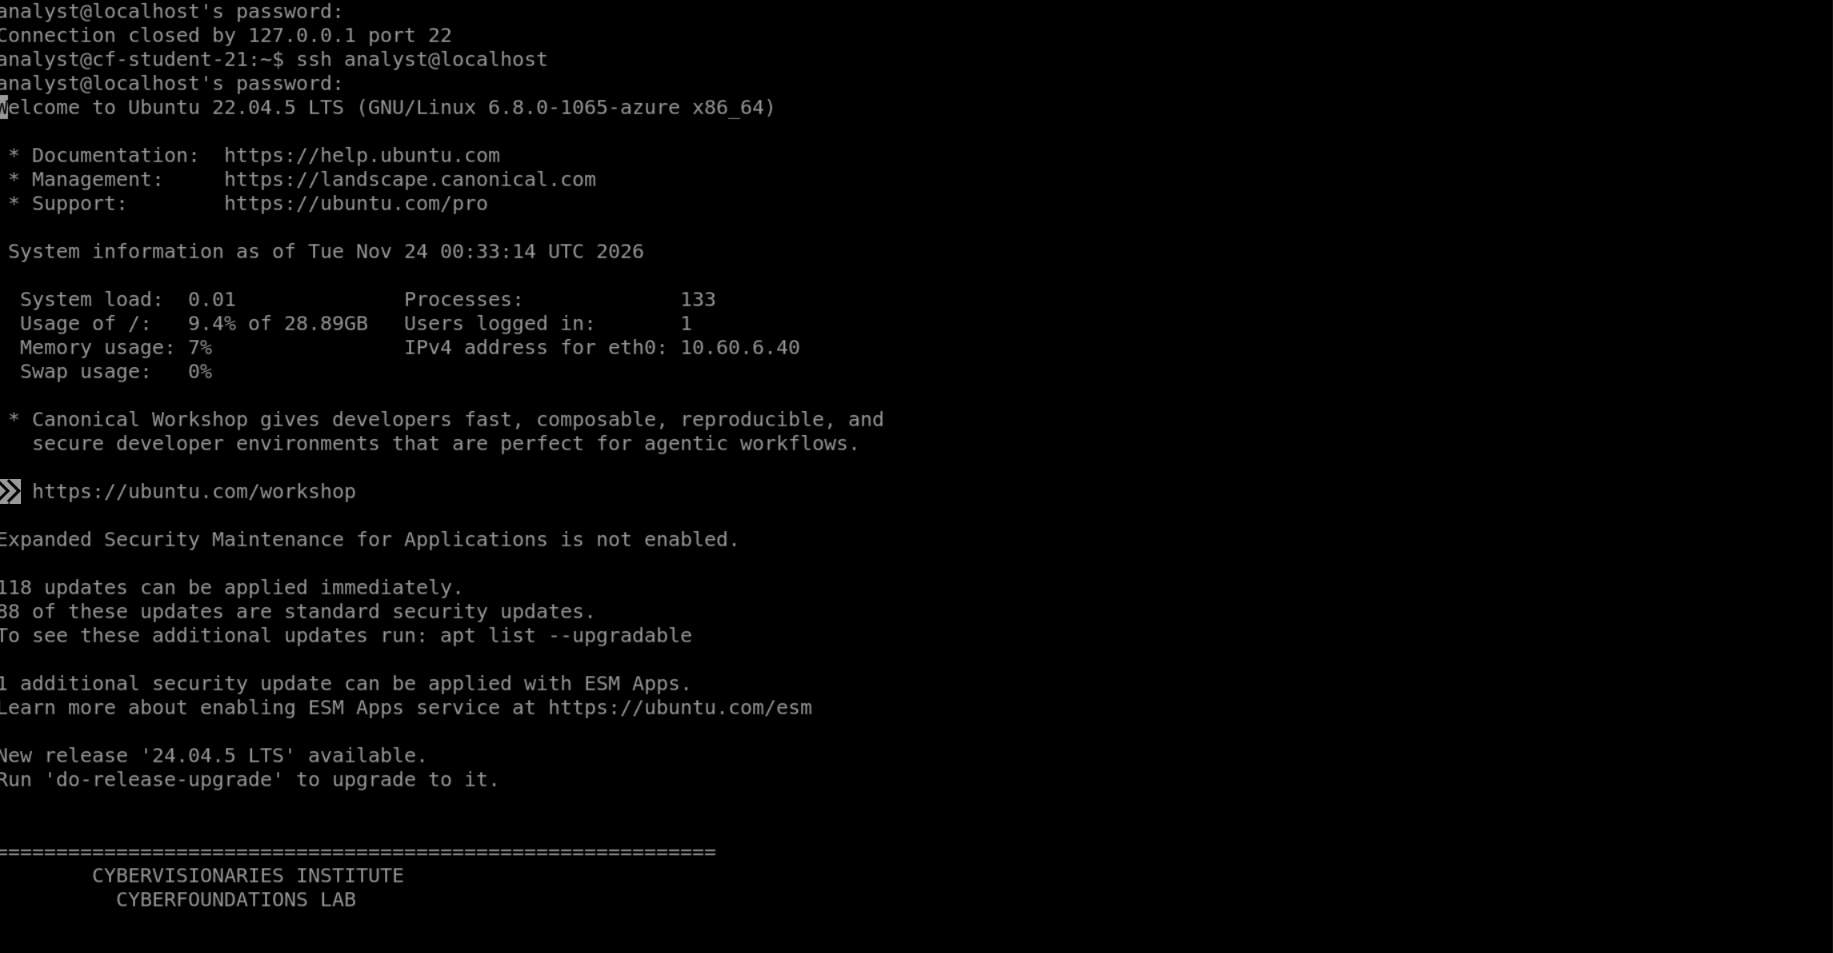 analyst@localhost's password:
Connection closed by 127.0.0.1 port 22
analyst@cf-student-21:~$ ssh analyst@localhost
analyst@localhost's password:
Welcome to Ubuntu 22.04.5 LTS (GNU/Linux 6.8.0-1065-azure x86_64)
* Documentation:  https://help.ubuntu.com
* Management:     https://landscape.canonical.com
* Support:        https://ubuntu.com/pro
System information as of Tue Nov 24 00:33:14 UTC 2026
System load:  0.01              Processes:             133
Usage of /:   9.4% of 28.89GB   Users logged in:       1
Memory usage: 7%                IPv4 address for eth0: 10.60.6.40
Swap usage:   0%
* Canonical Workshop gives developers fast, composable, reproducible, and
secure developer environments that are perfect for agentic workflows.
>> https://ubuntu.com/workshop
Expanded Security Maintenance for Applications is not enabled.
118 updates can be applied immediately.
88 of these updates are standard security updates.
To see these additional updates run: apt list --upgradable
1 additional security update can be applied with ESM Apps.
Learn more about enabling ESM Apps service at https://ubuntu.com/esm
New release '24.04.5 LTS' available.
Run 'do-release-upgrade' to upgrade to it.
============================================================
CYBERVISIONARIES INSTITUTE
CYBERFOUNDATIONS LAB